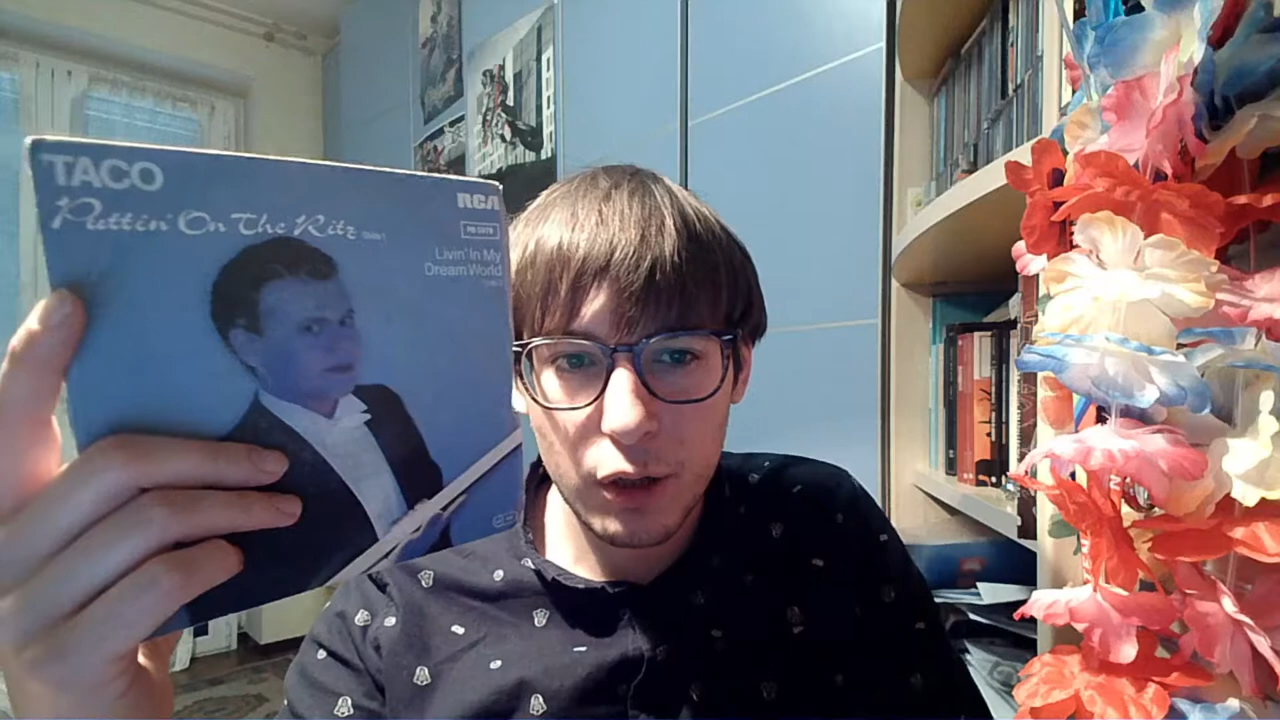 TACO
RCA
Puttin' On The Ritz
Livin' In My
Dream World